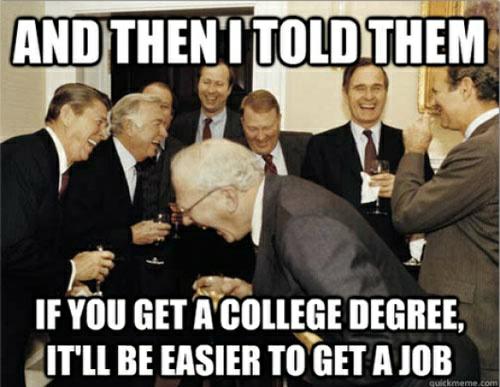 AND THEN I TOLD THEM
IF YOU GET A COLLEGE DEGREE,
IT'LL BE EASIER TO GET A JOB
quickmeme.com